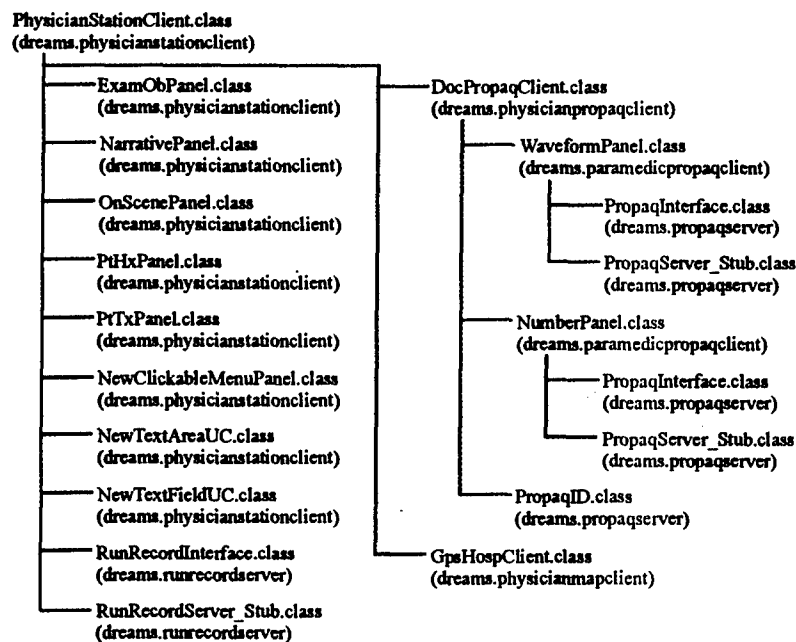 PhysicianStationClient.class
(dreams.physicianstationclient)
ExamObPanel.class
(dreams.physicianstationclient)
NarrativePanel.class
(dreams.physicianstationclient)
OnScenePanel.class
(dreams.physicianstationclient)
PtHxPanel.class
(dreams.physicianstationclient)
PtTxPanel.class
(dreams.physicianstationclient)
NewClickableMenuPanel.class
(dreams.physicianstationclient)
NewTextAreaUC.class
(dreams.physicianstationclient)
NewTextFieldUC.class
(dreams.physicianstationclient)
RunRecordInterface.class
(dreams.runrecordserver)
RunRecordServer_Stub.class
(dreams.runrecordserver)
DocPropaqClient.class
(dreams.physicianpropaqclient)
WaveformPanel.class
(dreams.paramedicpropaqclient)
PropaqInterface.class
(dreams.propaqserver)
PropaqServer_Stub.class
(dreams.propaqserver)
NumberPanel.class
(dreams.paramedicpropaqclient)
PropaqInterface.class
(dreams.propaqserver)
PropaqServer_Stub.class
(dreams.propaqserver)
PropaqID.class
(dreams.propaqserver)
GpsHospClient.class
(dreams.physicianmapclient)